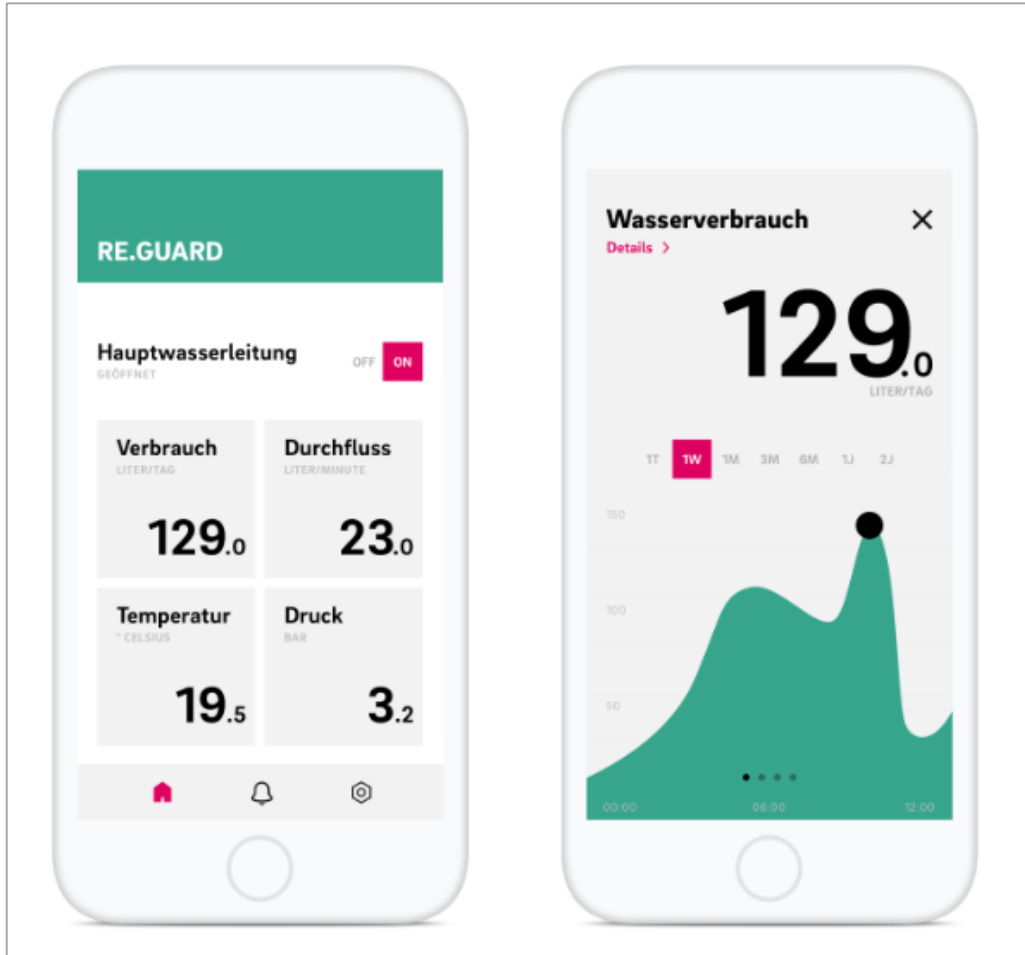 RE.GUARD
Hauptwasserleitung
GEÖFFNET
OFF ON
Verbrauch
LITER/TAG
129.0
Durchfluss
LITER/MINUTE
23.0
Temperatur
° CELSIUS
19.5
Druck
BAR
3.2
Wasserverbrauch
Details >
129.0
LITER/TAG
1T 1W 1M 3M 6M 1J 2J
150
100
50
00:00 06:00 12:00